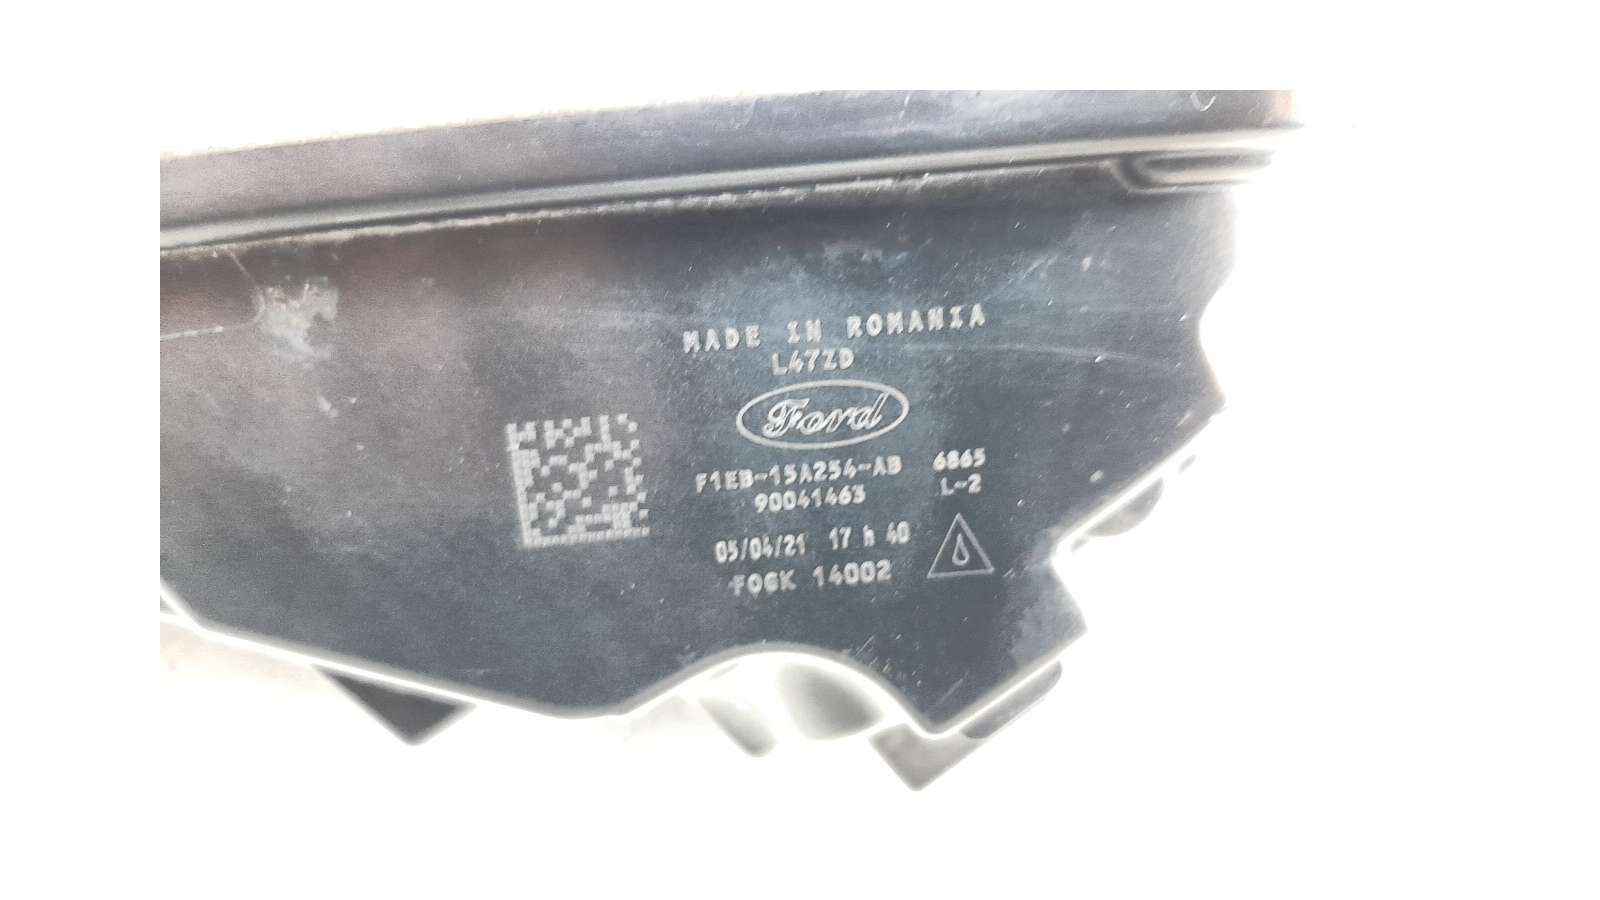 MADE IN ROMANIA
L47ZD
Ford
F1EB-15A254-AB 6865
90041463 L-2
05/04/21 17 h 40
FOGK 14002